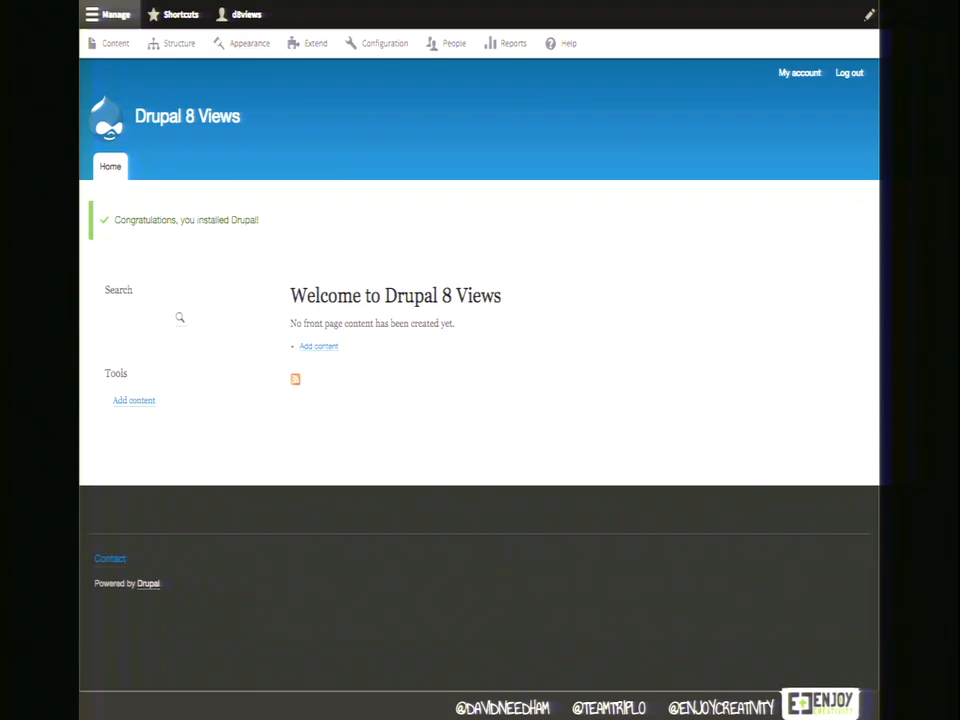 Manage Shortcuts d8views
Content Structure Appearance Extend Configuration People Reports Help
My account Log out
Drupal 8 Views
Home
Congratulations, you installed Drupal!
Search
Welcome to Drupal 8 Views
No front page content has been created yet.
Add content
Tools
Add content
Contact
Powered by Drupal
@DAVIDNEEDHAM @TEAMTRIPLO @ENJOYCREATIVITY ENJOY
CREATIVITY